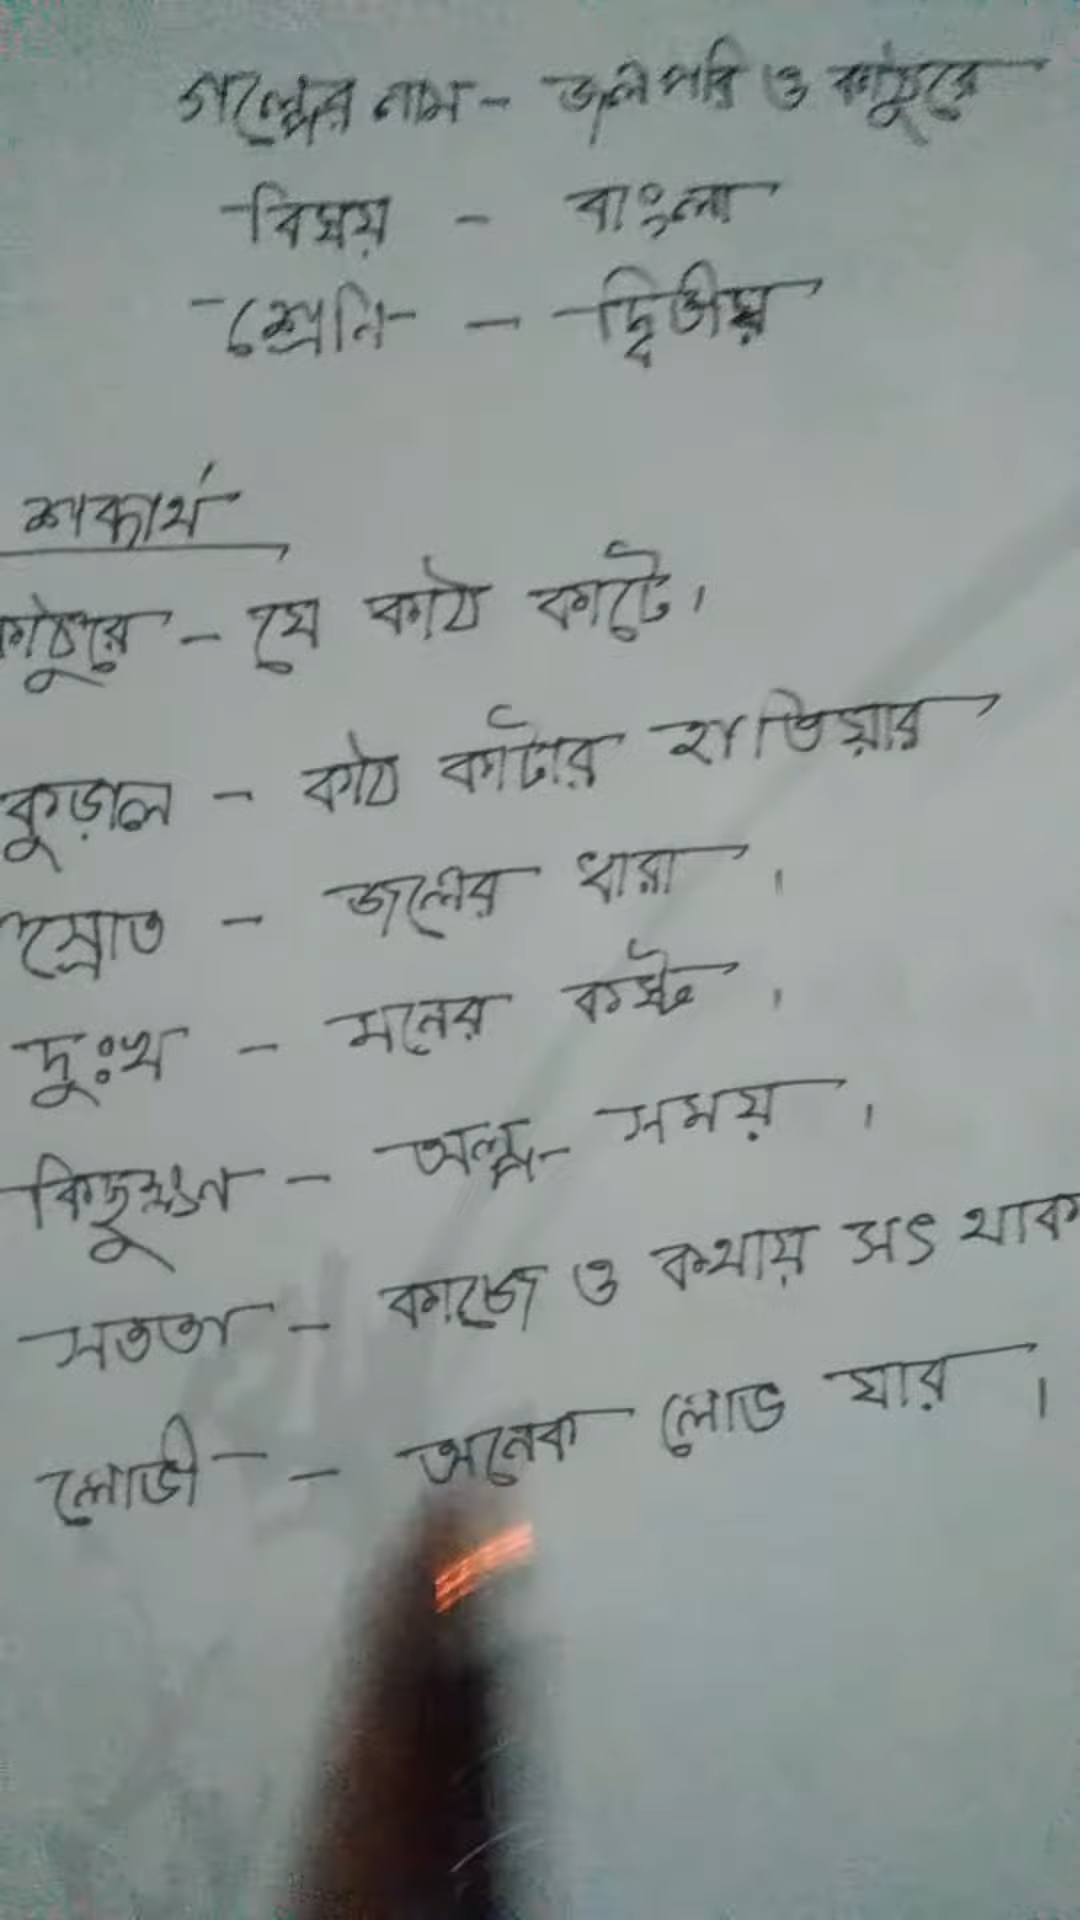 গল্পের নাম - জলপরি ও কাঠুরে
বিষয় - বাংলা
শ্রেনি - দ্বিতীয়
শব্দার্থ
কাঠুরে - যে কাঠ কাটে।
কুড়াল - কাঠ কাটার হাতিয়ার
স্রোত - জলের ধারা ।
দুঃখ - মনের কষ্ট ।
কিছুক্ষণ - অল্প সময় ।
সততা - কাজে ও কথায় সৎ থাক
লোভী - অনেক লোভ যার ।